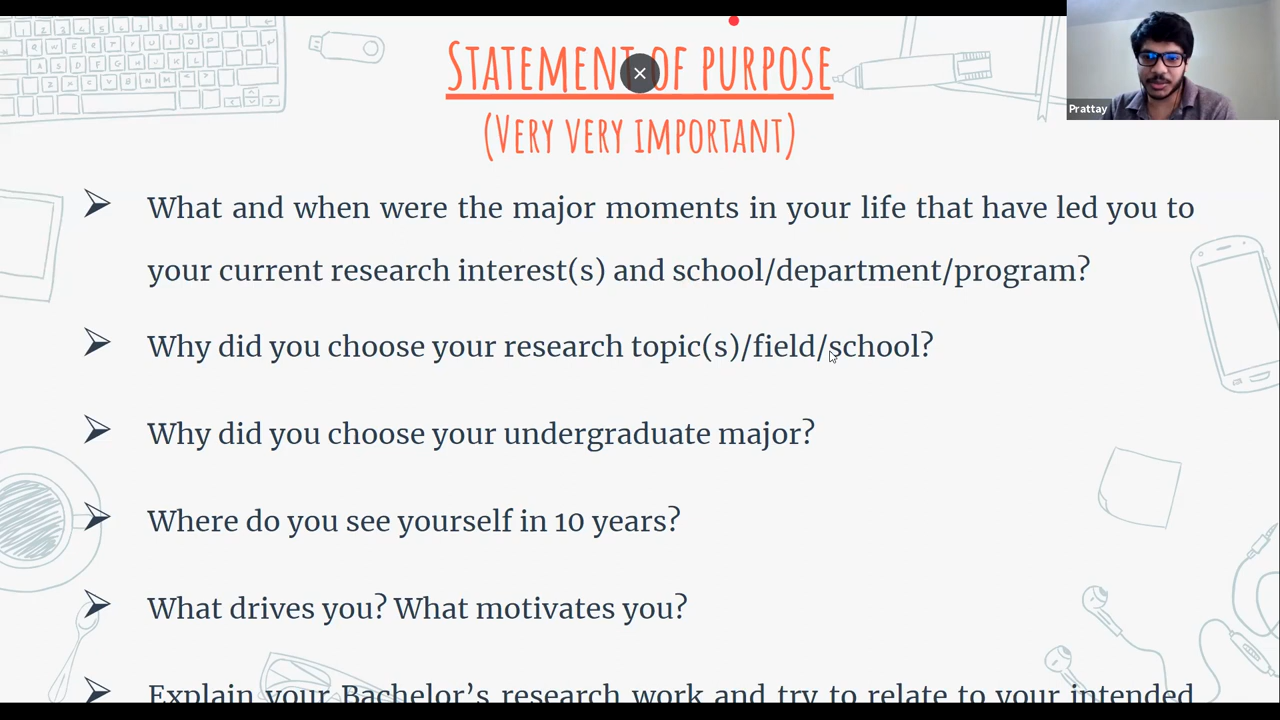 STATEMENT OF PURPOSE
(VERY VERY IMPORTANT)
Prattay
What and when were the major moments in your life that have led you to
your current research interest(s) and school/department/program?
Why did you choose your research topic(s)/field/school?
Why did you choose your undergraduate major?
Where do you see yourself in 10 years?
What drives you? What motivates you?
Explain your Bachelor's research work and try to relate to your intended